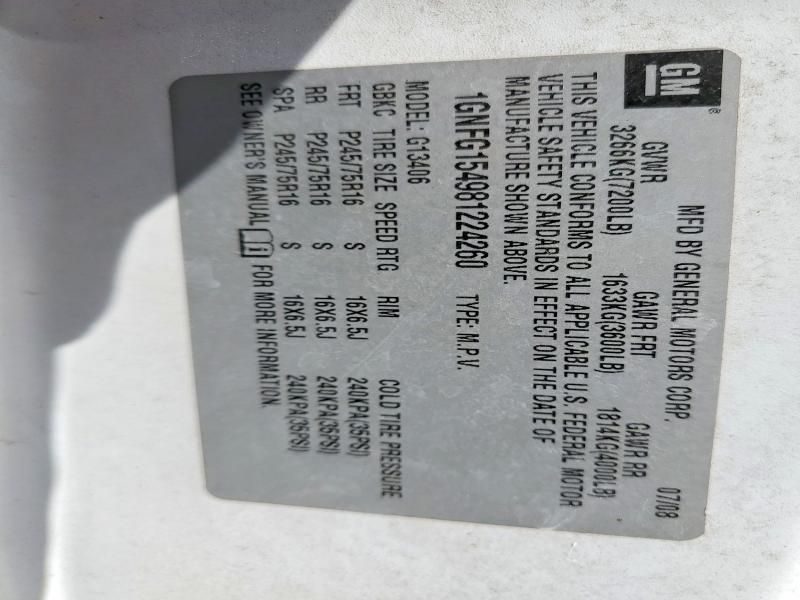 GM®
MFD BY GENERAL MOTORS CORP. 07/08
GVWR GAWR FRT GAWR RR
3266KG(7200LB) 1633KG(3600LB) 1814KG(4000LB)
THIS VEHICLE CONFORMS TO ALL APPLICABLE U.S. FEDERAL MOTOR
VEHICLE SAFETY STANDARDS IN EFFECT ON THE DATE OF
MANUFACTURE SHOWN ABOVE.
1GNFG154981224260 TYPE: M.P.V.
MODEL: G13406
GBKC TIRE SIZE SPEED RTG RIM COLD TIRE PRESSURE
FRT P245/75R16 S 16X6.5J 240KPA(35PSI)
RR P245/75R16 S 16X6.5J 240KPA(35PSI)
SPA P245/75R16 S 16X6.5J 240KPA(35PSI)
SEE OWNER'S MANUAL FOR MORE INFORMATION.